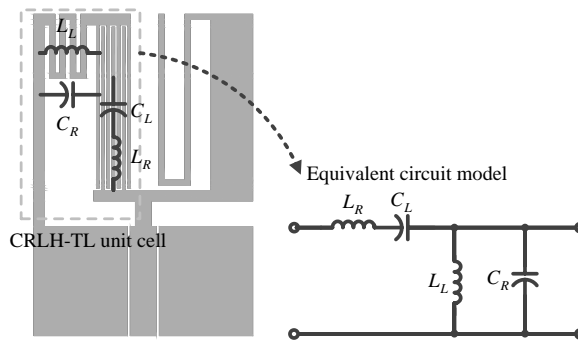 L_L
C_R
C_L
L_R
CRLH-TL unit cell
Equivalent circuit model
L_R
C_L
L_L
C_R